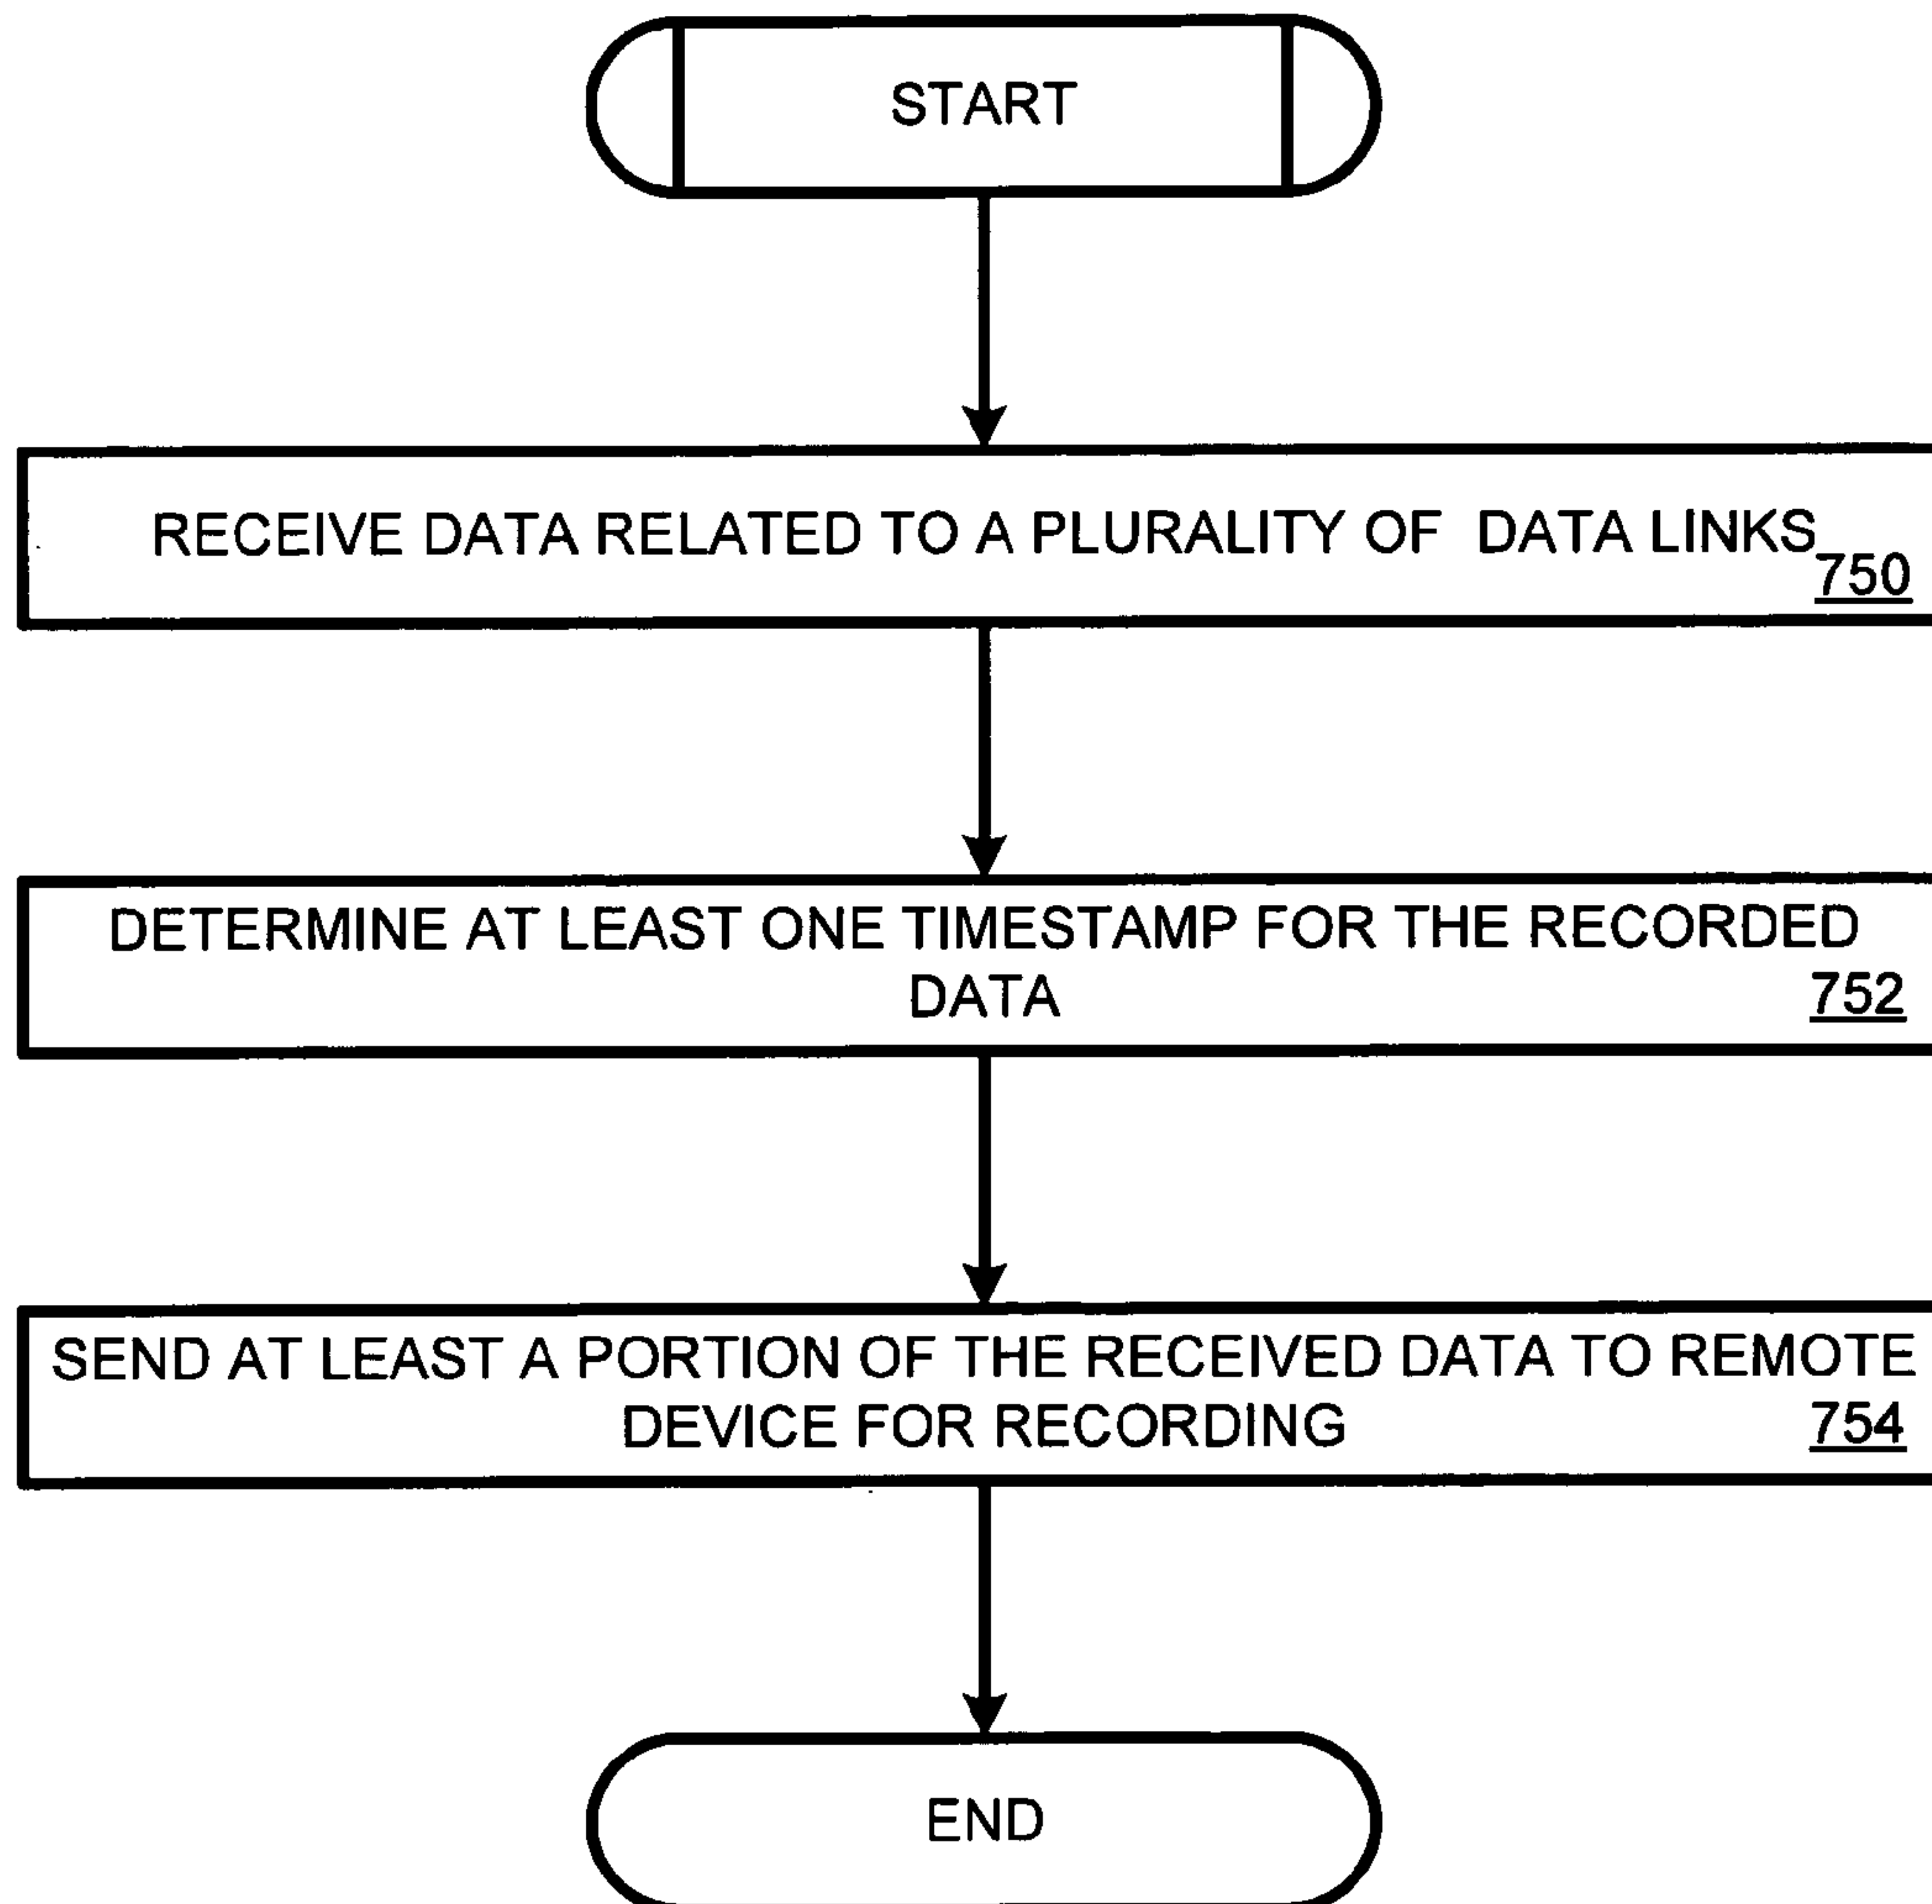 START
RECEIVE DATA RELATED TO A PLURALITY OF DATA LINKS
750
DETERMINE AT LEAST ONE TIMESTAMP FOR THE RECORDED
DATA
752
SEND AT LEAST A PORTION OF THE RECEIVED DATA TO REMOTE
DEVICE FOR RECORDING
754
END